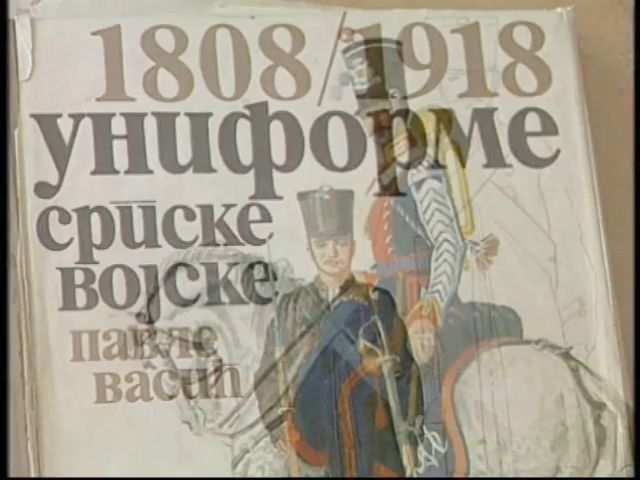 1808/1918
униформе
српске
војске
павле
васић